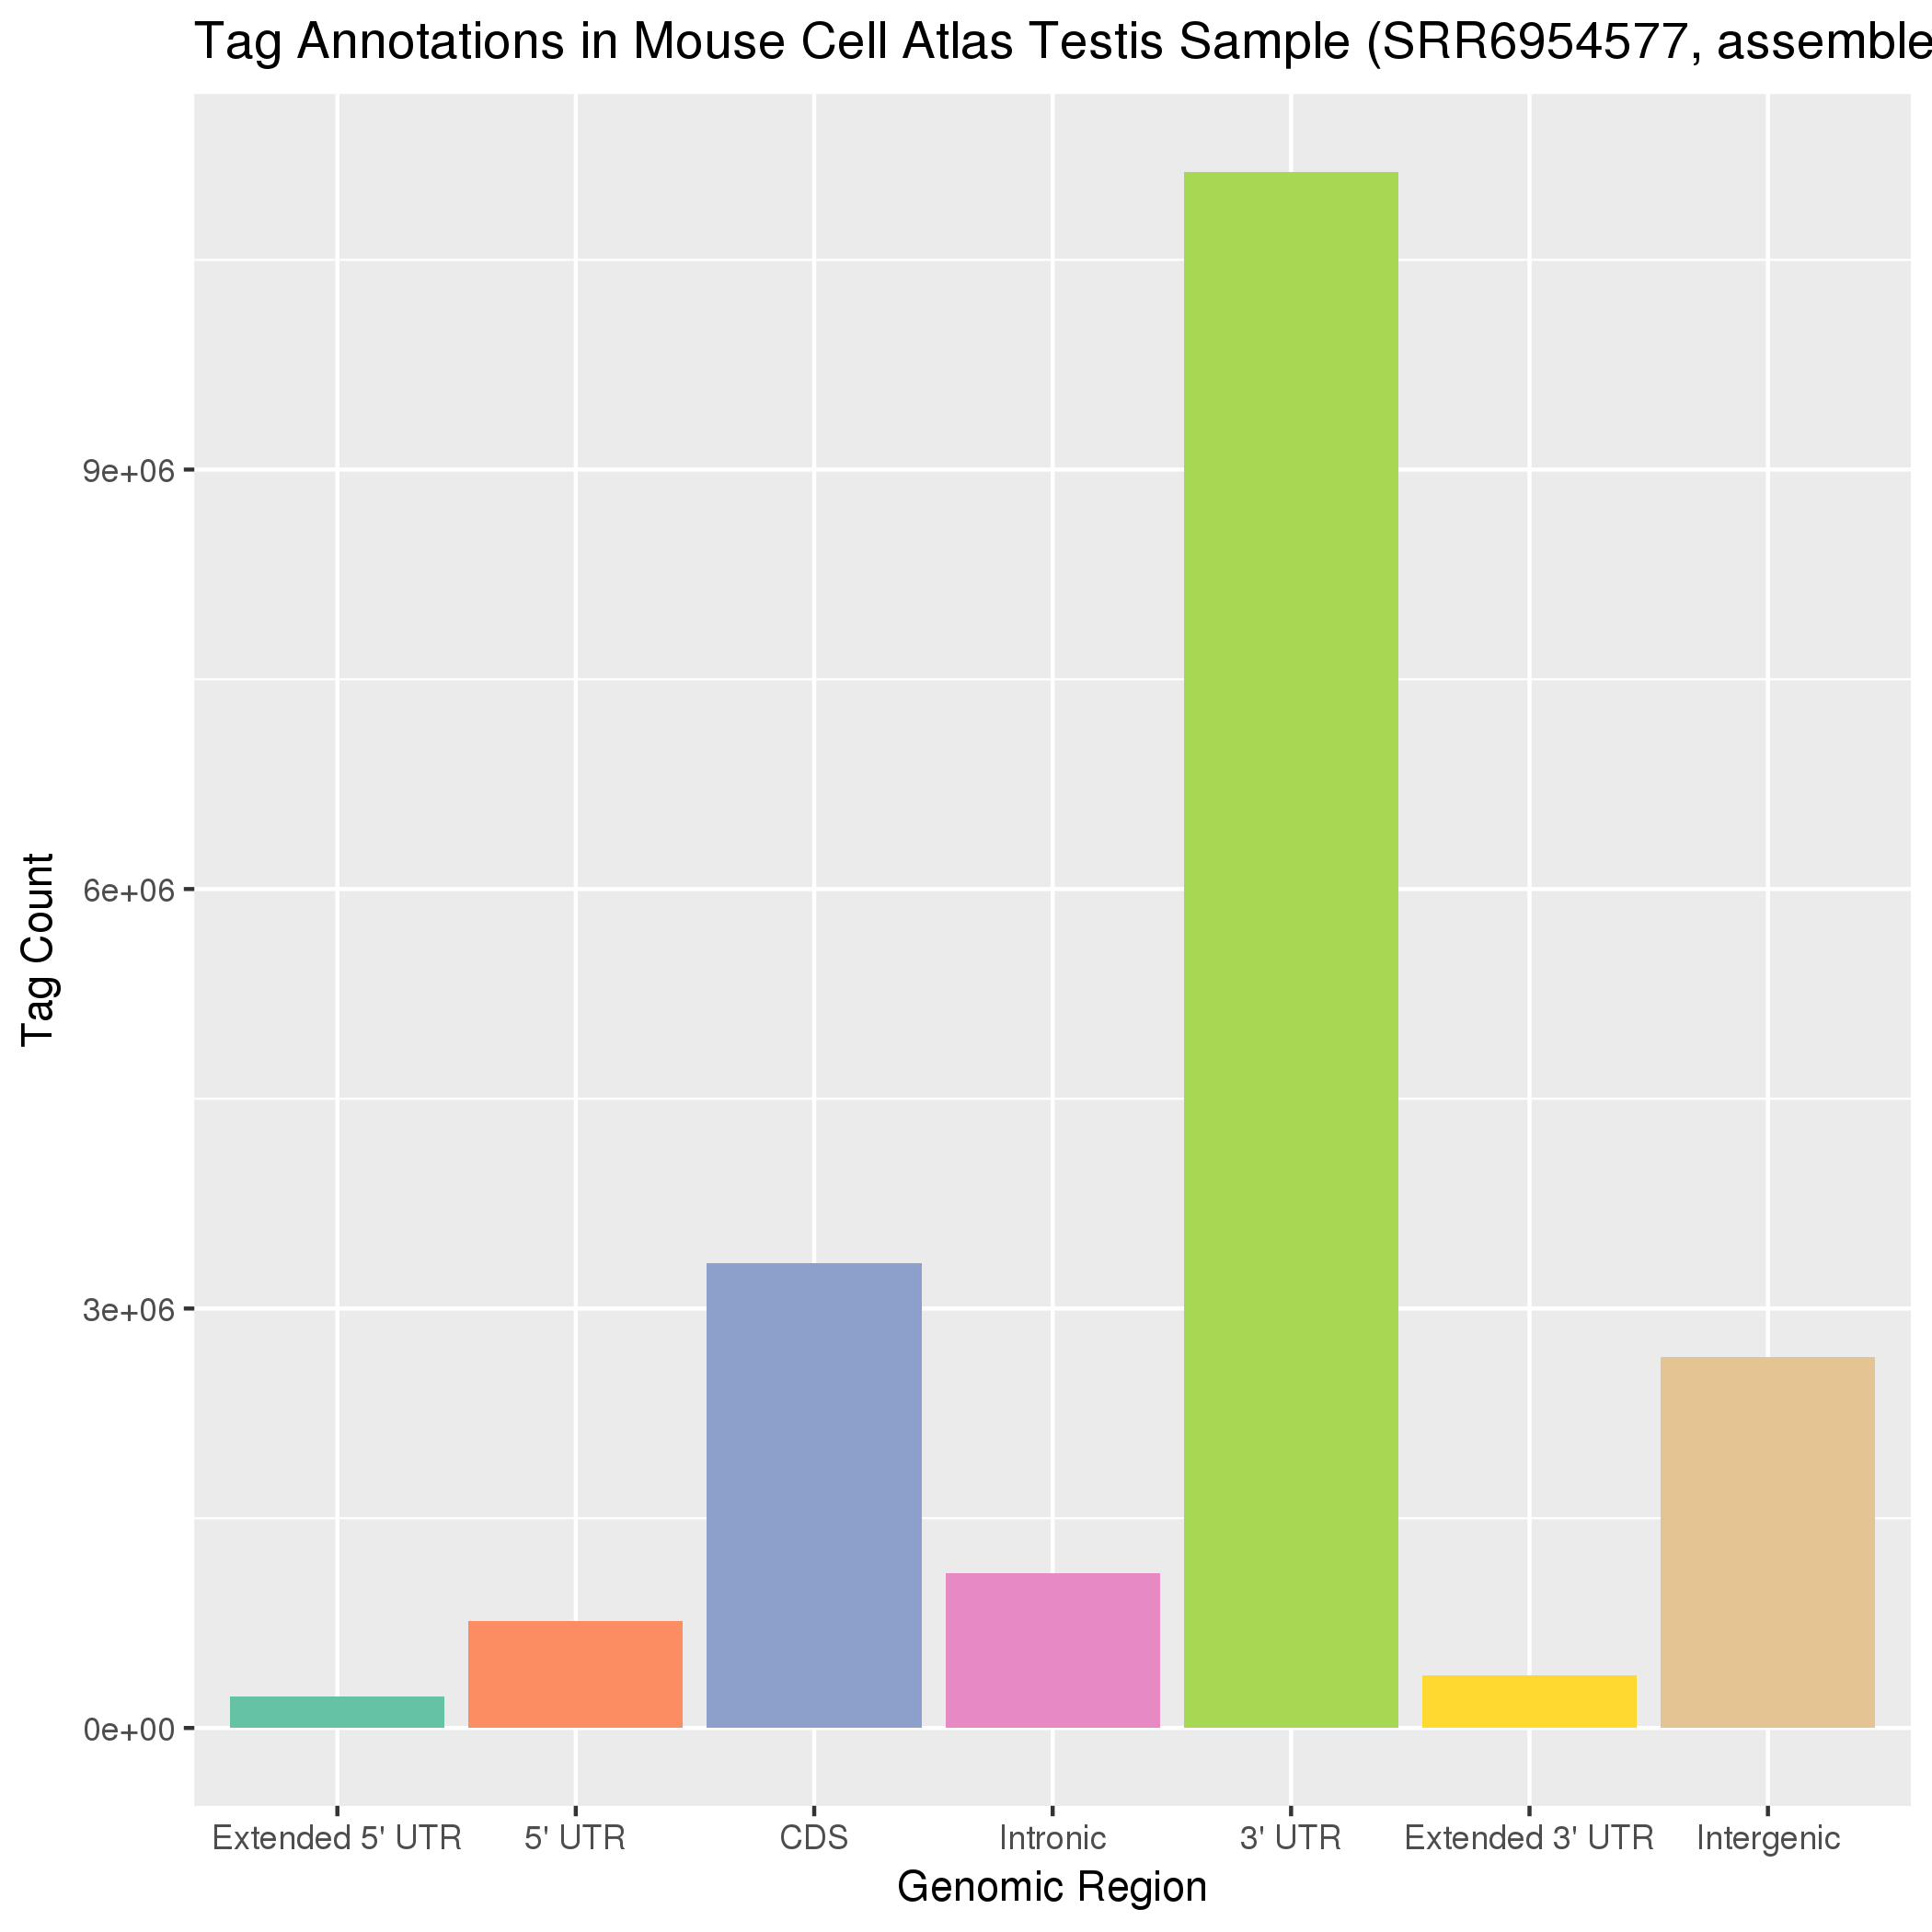 Tag Annotations in Mouse Cell Atlas Testis Sample (SRR6954577, assemble
9e+06
6e+06
3e+06
0e+00
Tag Count
Extended 5' UTR 5' UTR CDS Intronic 3' UTR Extended 3' UTR Intergenic
Genomic Region